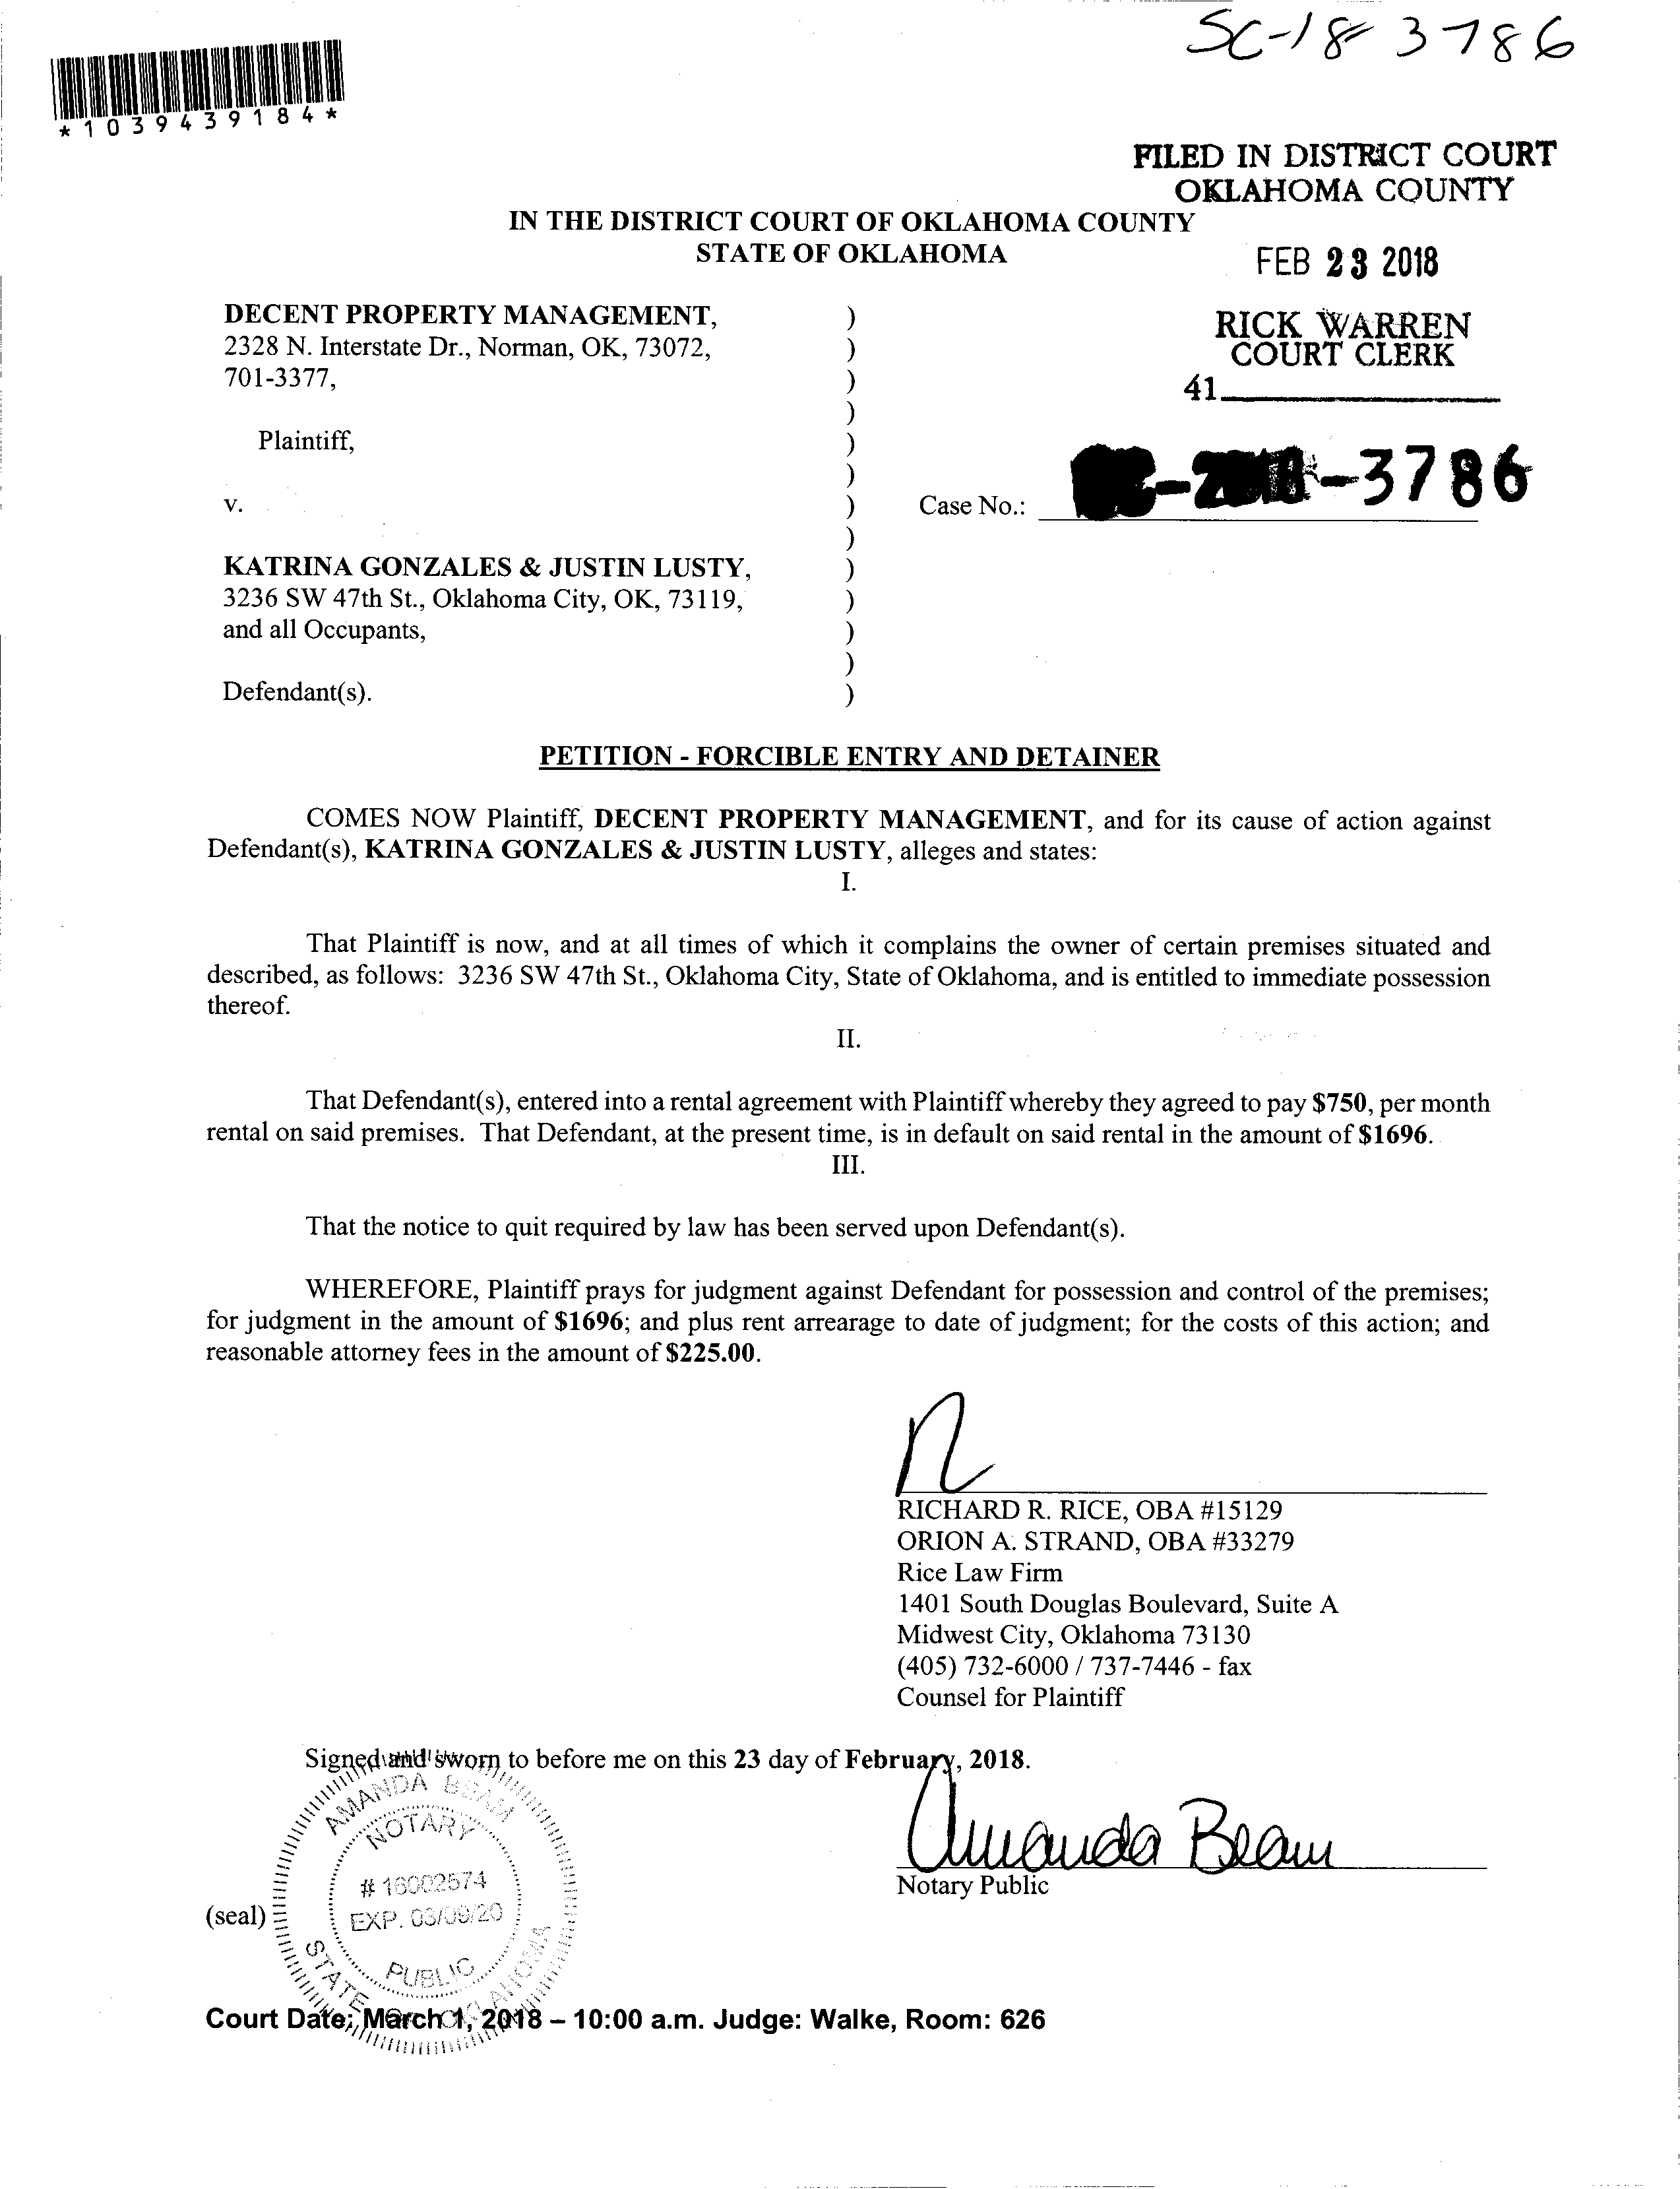 SC-18-3786
*1039439184*
FILED IN DISTRICT COURT
OKLAHOMA COUNTY
IN THE DISTRICT COURT OF OKLAHOMA COUNTY
STATE OF OKLAHOMA
FEB 23 2018
RICK WARREN
COURT CLERK
41
DECENT PROPERTY MANAGEMENT, )
2328 N. Interstate Dr., Norman, OK, 73072, )
701-3377, )
)
Plaintiff, )
)
v. ) Case No.: -3786
)
KATRINA GONZALES & JUSTIN LUSTY, )
3236 SW 47th St., Oklahoma City, OK, 73119, )
and all Occupants, )
)
Defendant(s). )
PETITION - FORCIBLE ENTRY AND DETAINER
COMES NOW Plaintiff, DECENT PROPERTY MANAGEMENT, and for its cause of action against
Defendant(s), KATRINA GONZALES & JUSTIN LUSTY, alleges and states:
I.
That Plaintiff is now, and at all times of which it complains the owner of certain premises situated and
described, as follows: 3236 SW 47th St., Oklahoma City, State of Oklahoma, and is entitled to immediate possession
thereof.
II.
That Defendant(s), entered into a rental agreement with Plaintiff whereby they agreed to pay $750, per month
rental on said premises. That Defendant, at the present time, is in default on said rental in the amount of $1696.
III.
That the notice to quit required by law has been served upon Defendant(s).
WHEREFORE, Plaintiff prays for judgment against Defendant for possession and control of the premises;
for judgment in the amount of $1696; and plus rent arrearage to date of judgment; for the costs of this action; and
reasonable attorney fees in the amount of $225.00.
RICHARD R. RICE, OBA #15129
ORION A. STRAND, OBA #33279
Rice Law Firm
1401 South Douglas Boulevard, Suite A
Midwest City, Oklahoma 73130
(405) 732-6000 / 737-7446 - fax
Counsel for Plaintiff
Signed and sworn to before me on this 23 day of February, 2018.
AMANDA BEAM
NOTARY
# 16002574
EXP. 03/09/20
PUBLIC
STATE OF OKLAHOMA
Amanda Beam
Notary Public
(seal)
Court Date: March 1, 2018 – 10:00 a.m. Judge: Walke, Room: 626